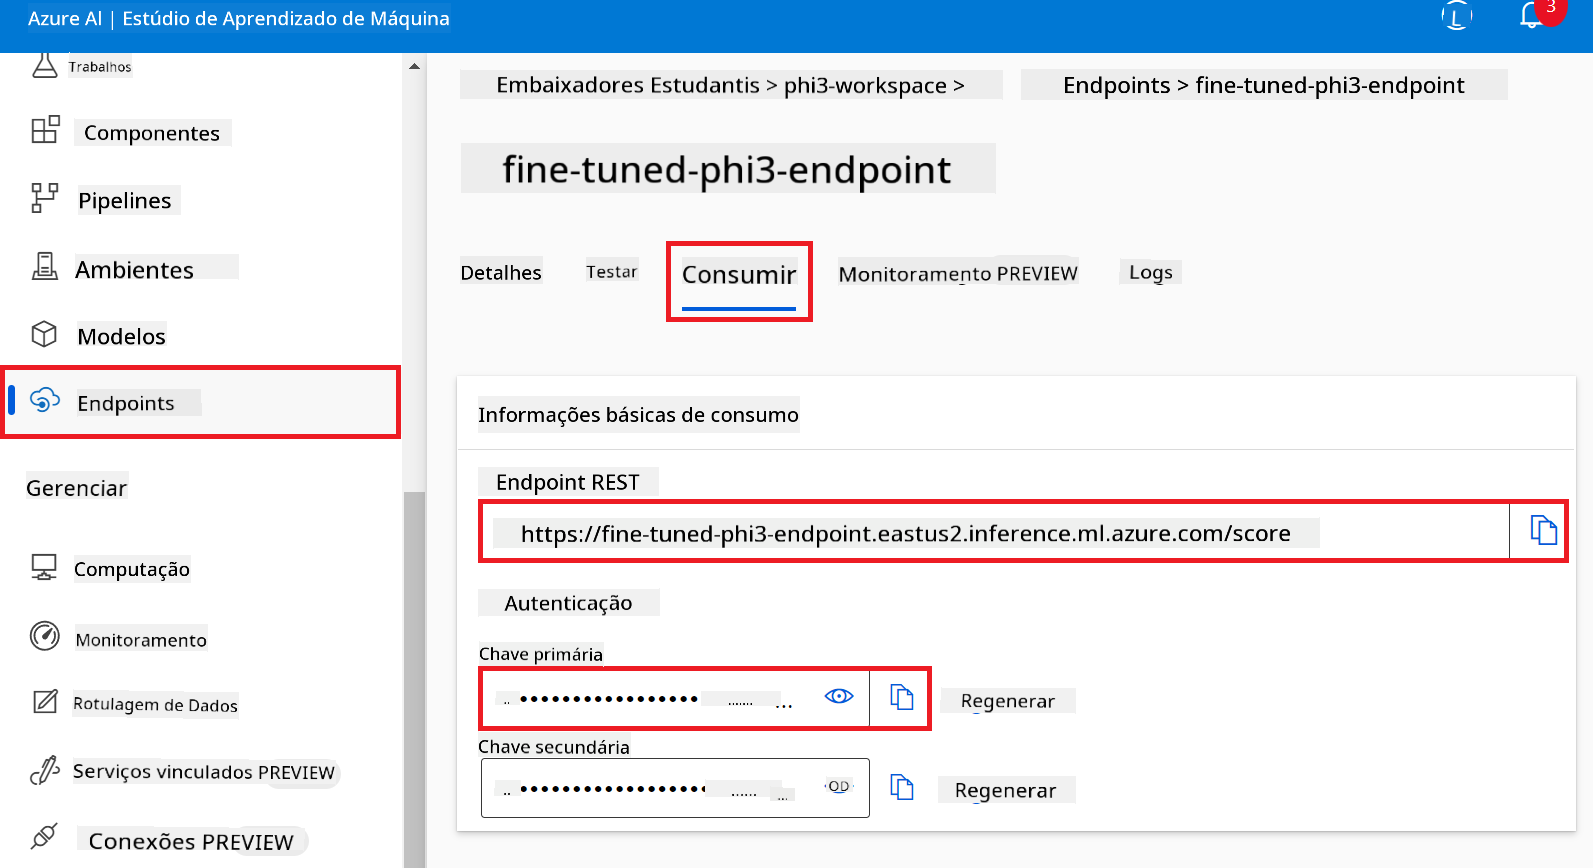 Azure AI | Estúdio de Aprendizado de Máquina
L
3
Trabalhos
Componentes
Pipelines
Ambientes
Modelos
Endpoints
Gerenciar
Computação
Monitoramento
Rotulagem de Dados
Serviços vinculados PREVIEW
Conexões PREVIEW
Embaixadores Estudantis > phi3-workspace > Endpoints > fine-tuned-phi3-endpoint
fine-tuned-phi3-endpoint
Detalhes Testar Consumir Monitoramento PREVIEW Logs
Informações básicas de consumo
Endpoint REST
https://fine-tuned-phi3-endpoint.eastus2.inference.ml.azure.com/score
Autenticação
Chave primária
Regenerar
Chave secundária
OD
Regenerar